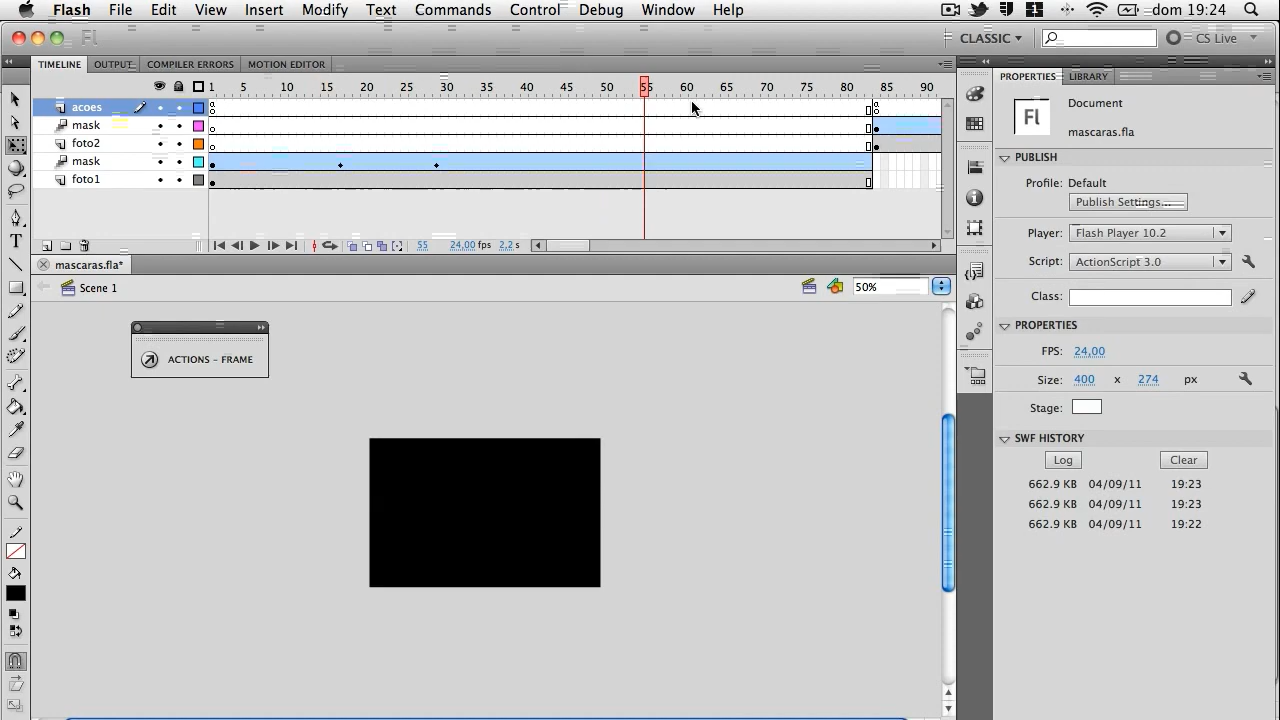 Flash File Edit View Insert Modify Text Commands Control Debug Window Help dom 19:24
Fl CLASSIC CS Live
TIMELINE OUTPUT COMPILER ERRORS MOTION EDITOR
1 5 10 15 20 25 30 35 40 45 50 55 60 65 70 75 80 85 90
acoes
mask
foto2
mask
foto1
55 24,00 fps 2,2 s
mascaras.fla*
Scene 1 50%
ACTIONS - FRAME
PROPERTIES LIBRARY
Fl
Document
mascaras.fla
PUBLISH
Profile: Default
Publish Settings...
Player: Flash Player 10.2
Script: ActionScript 3.0
Class:
PROPERTIES
FPS: 24,00
Size: 400 x 274 px
Stage:
SWF HISTORY
Log Clear
662.9 KB 04/09/11 19:23
662.9 KB 04/09/11 19:23
662.9 KB 04/09/11 19:22